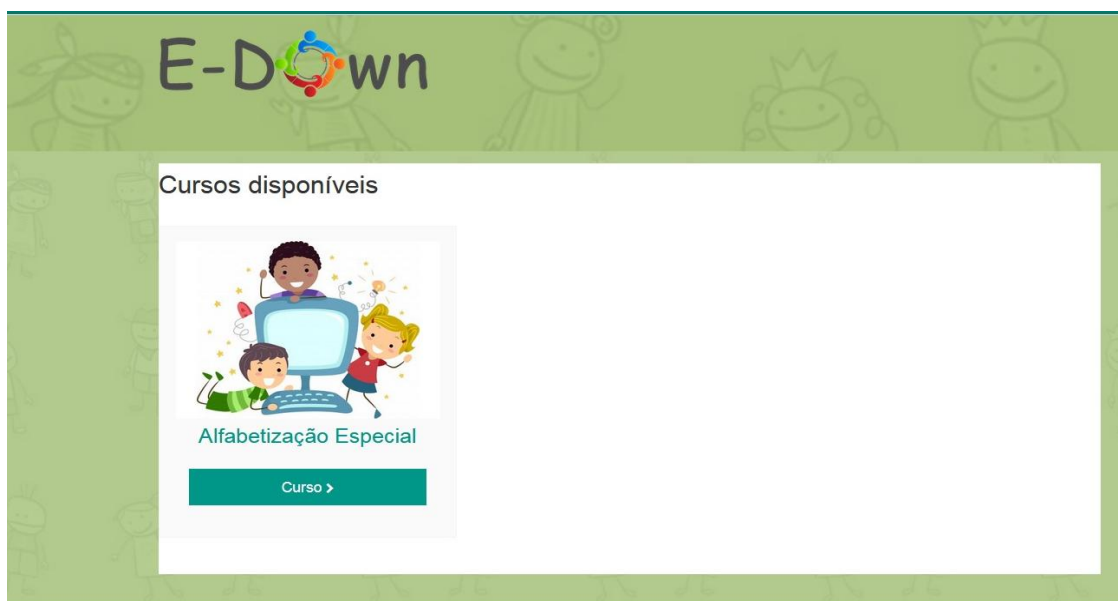 E-Down
Cursos disponíveis
Alfabetização Especial
Curso >